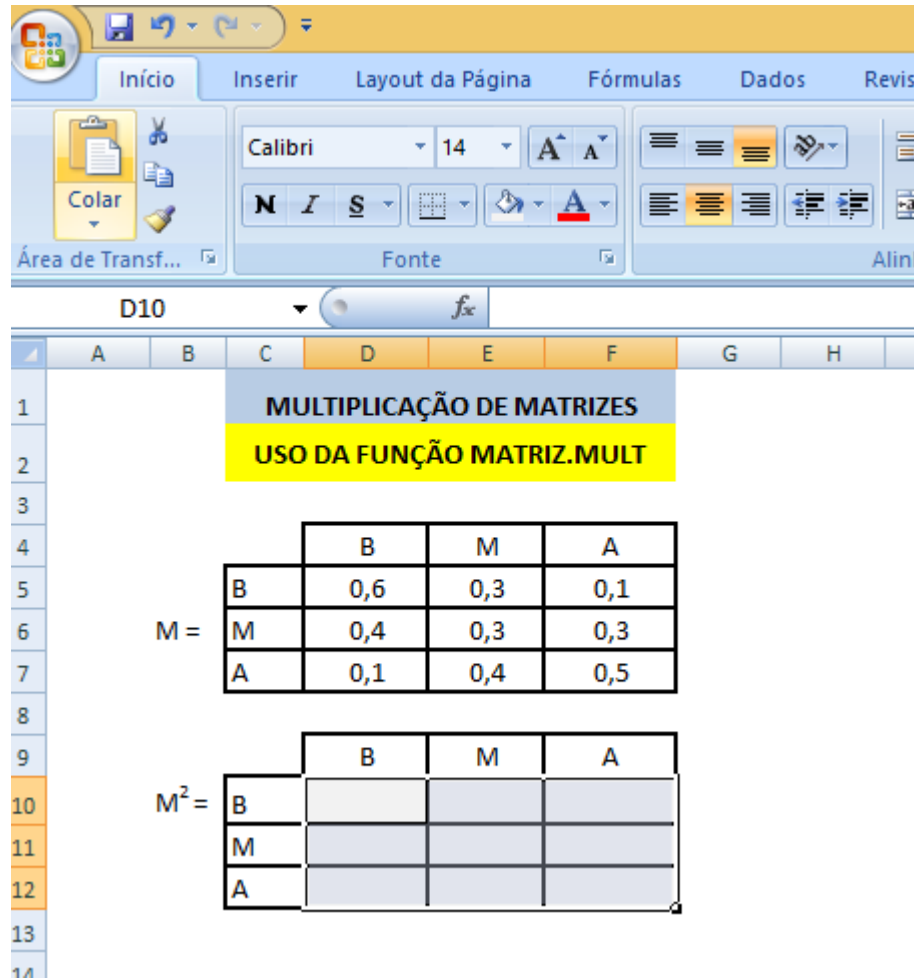 Início Inserir Layout da Página Fórmulas Dados Revis
Calibri 14 A A
Colar
N I S A
Área de Transf... Fonte Alin
D10 fx
A B C D E F G H
1 MULTIPLICAÇÃO DE MATRIZES
2 USO DA FUNÇÃO MATRIZ.MULT
3
4 B M A
5 B 0,6 0,3 0,1
6 M = M 0,4 0,3 0,3
7 A 0,1 0,4 0,5
8
9 B M A
10 M² = B
11 M
12 A
13
14